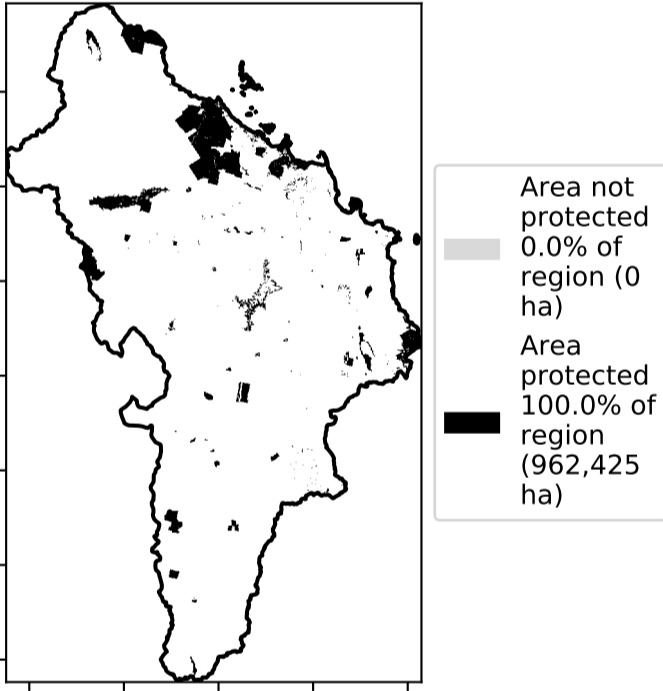 Area not
protected
0.0% of
region (0
ha)
Area
protected
100.0% of
region
(962,425
ha)